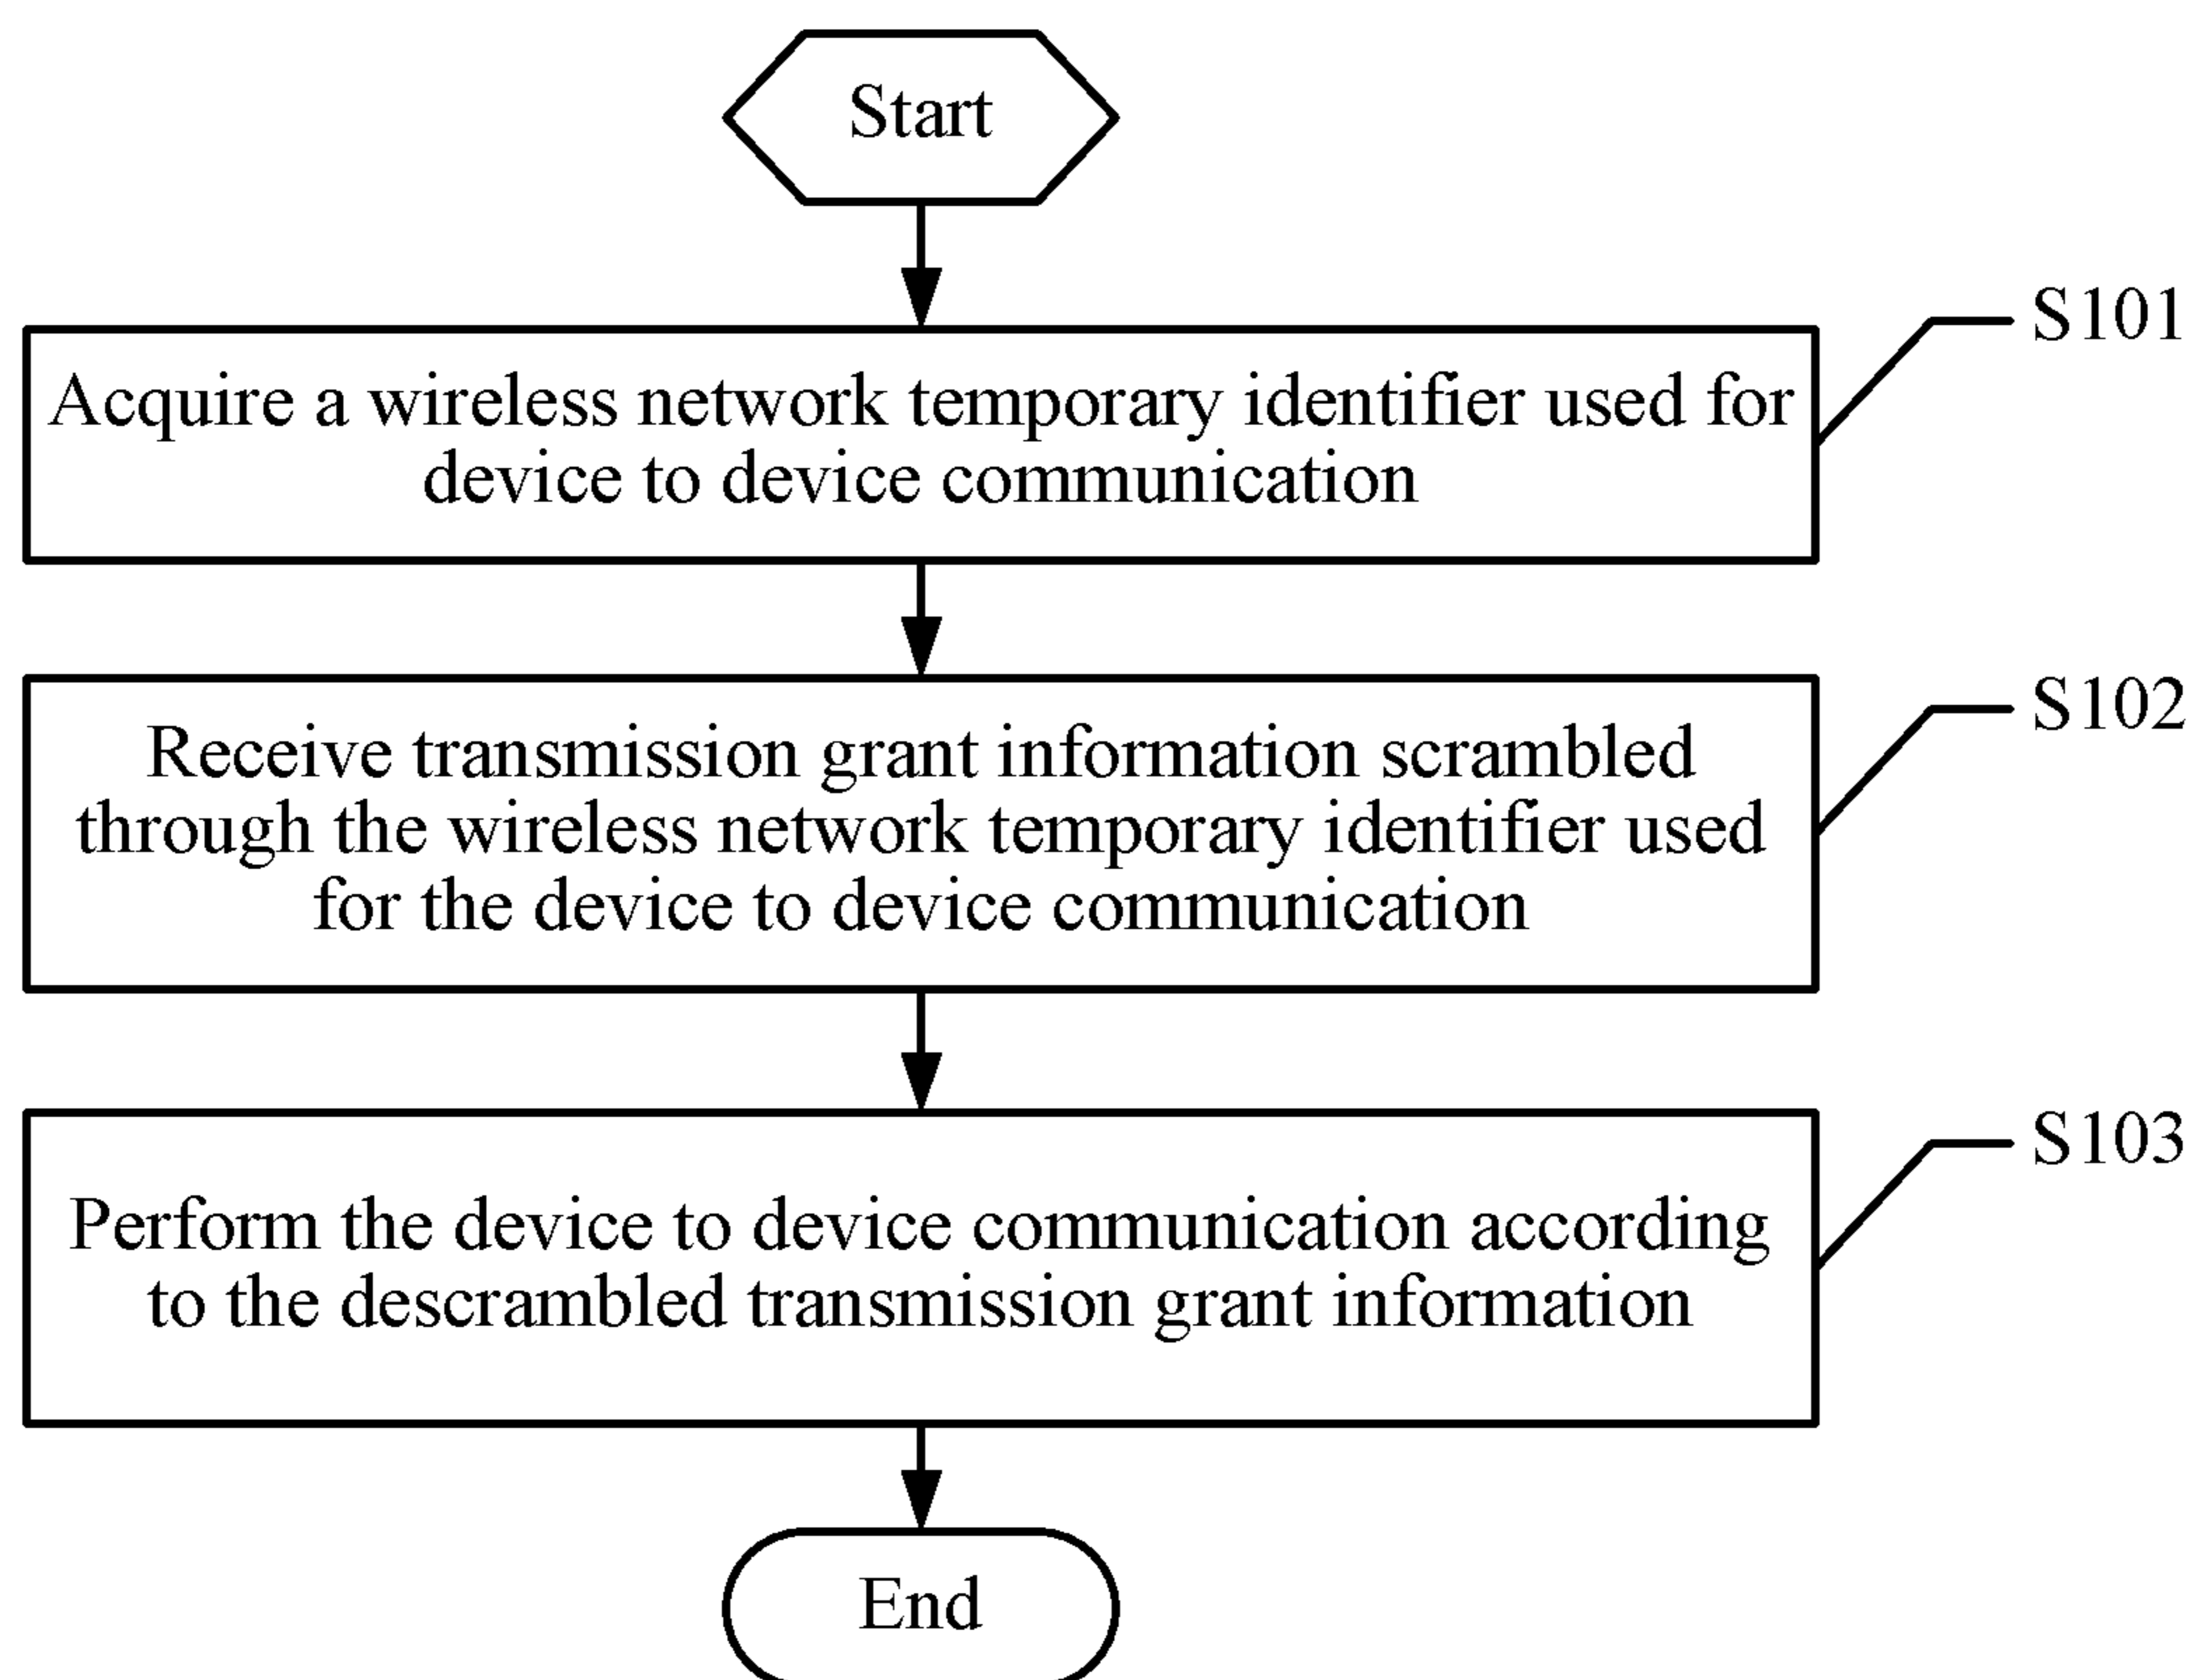 Start
S101
Acquire a wireless network temporary identifier used for
device to device communication
S102
Receive transmission grant information scrambled
through the wireless network temporary identifier used
for the device to device communication
S103
Perform the device to device communication according
to the descrambled transmission grant information
End